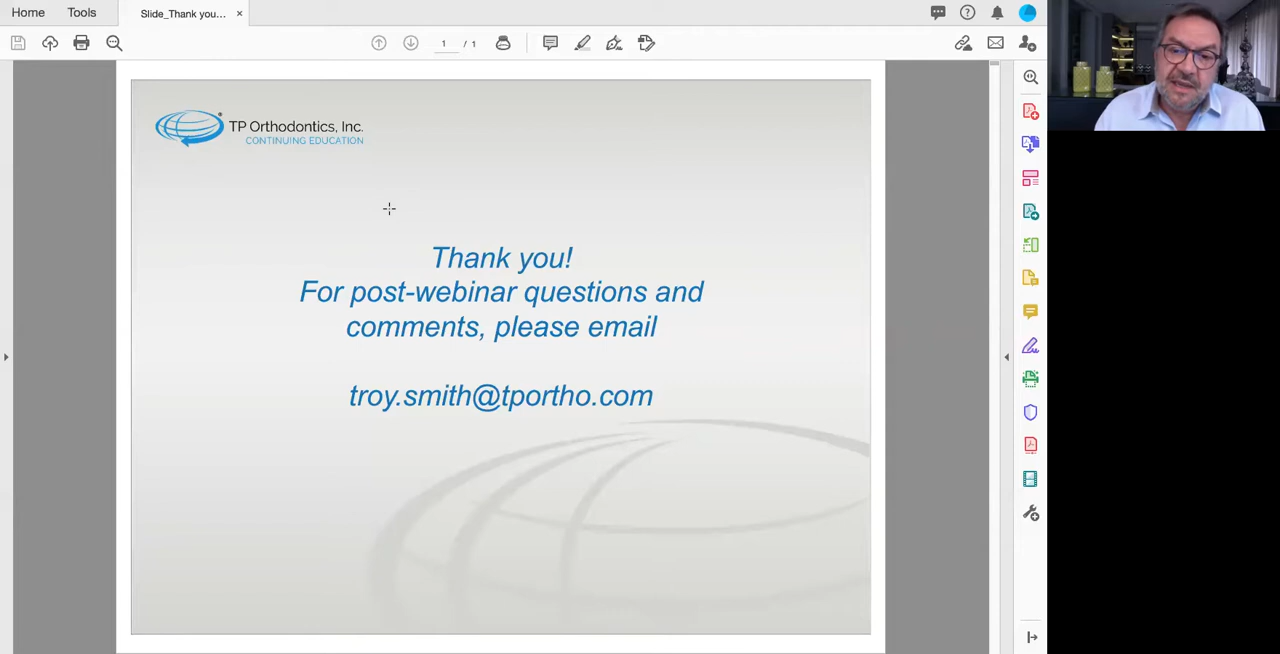 Home
Tools
Slide_Thank you...
×
1 / 1
TP Orthodontics, Inc.
CONTINUING EDUCATION
Thank you!
For post-webinar questions and
comments, please email
troy.smith@tportho.com